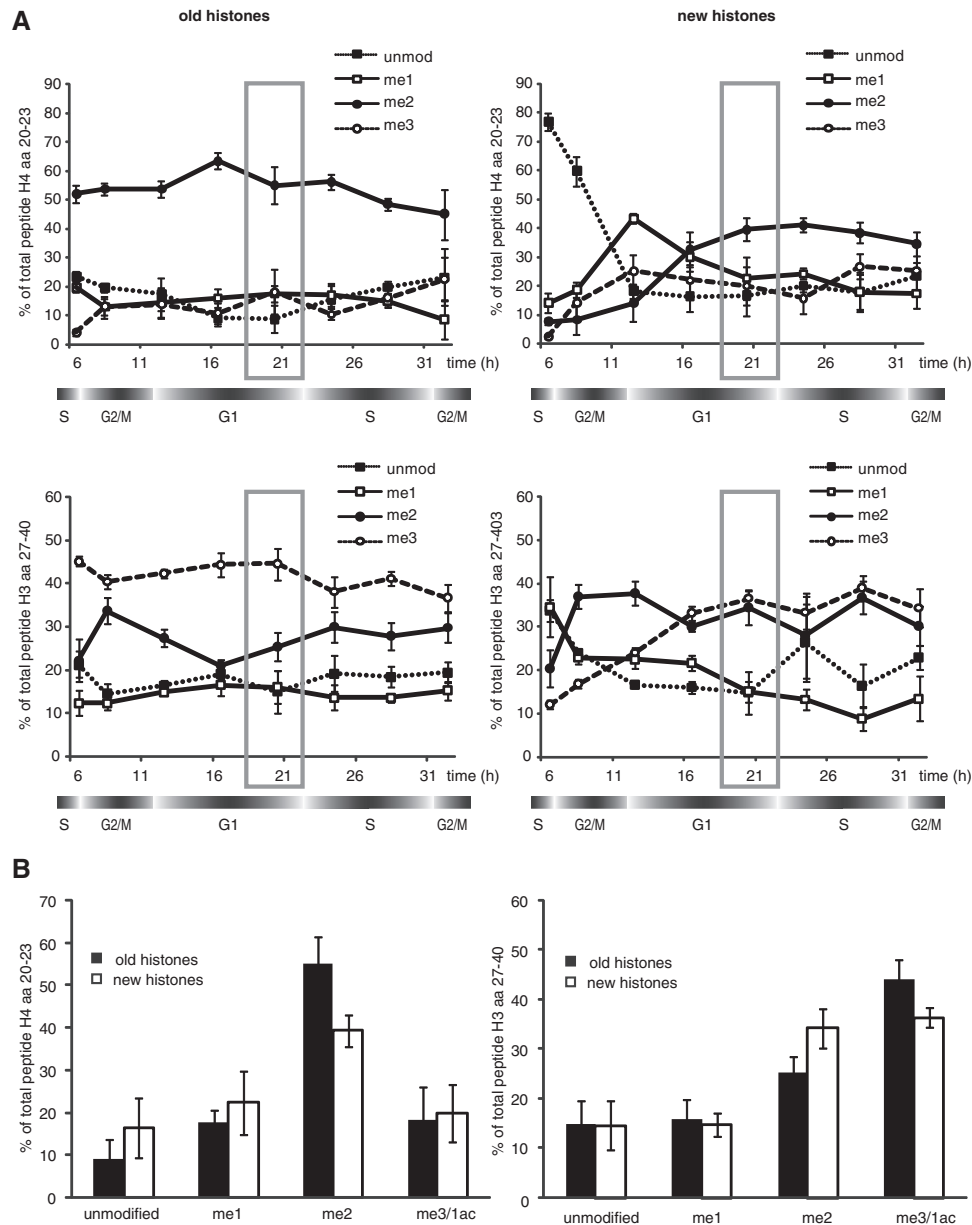 A
old histones
new histones
unmod
me1
me2
me3
% of total peptide H4 aa 20-23
90
80
70
60
50
40
30
20
10
0
6 11 16 21 26 31 time (h)
S G2/M G1 S G2/M
unmod
me1
me2
me3
% of total peptide H4 aa 20-23
90
80
70
60
50
40
30
20
10
0
6 11 16 21 26 31 time (h)
S G2/M G1 S G2/M
unmod
me1
me2
me3
% of total peptide H3 aa 27-40
60
50
40
30
20
10
0
6 11 16 21 26 31 time (h)
S G2/M G1 S G2/M
unmod
me1
me2
me3
% of total peptide H3 aa 27-403
60
50
40
30
20
10
0
6 11 16 21 26 31 time (h)
S G2/M G1 S G2/M
B
% of total peptide H4 aa 20-23
70
60
50
40
30
20
10
0
old histones
new histones
unmodified me1 me2 me3/1ac
% of total peptide H3 aa 27-40
60
50
40
30
20
10
0
old histones
new histones
unmodified me1 me2 me3/1ac